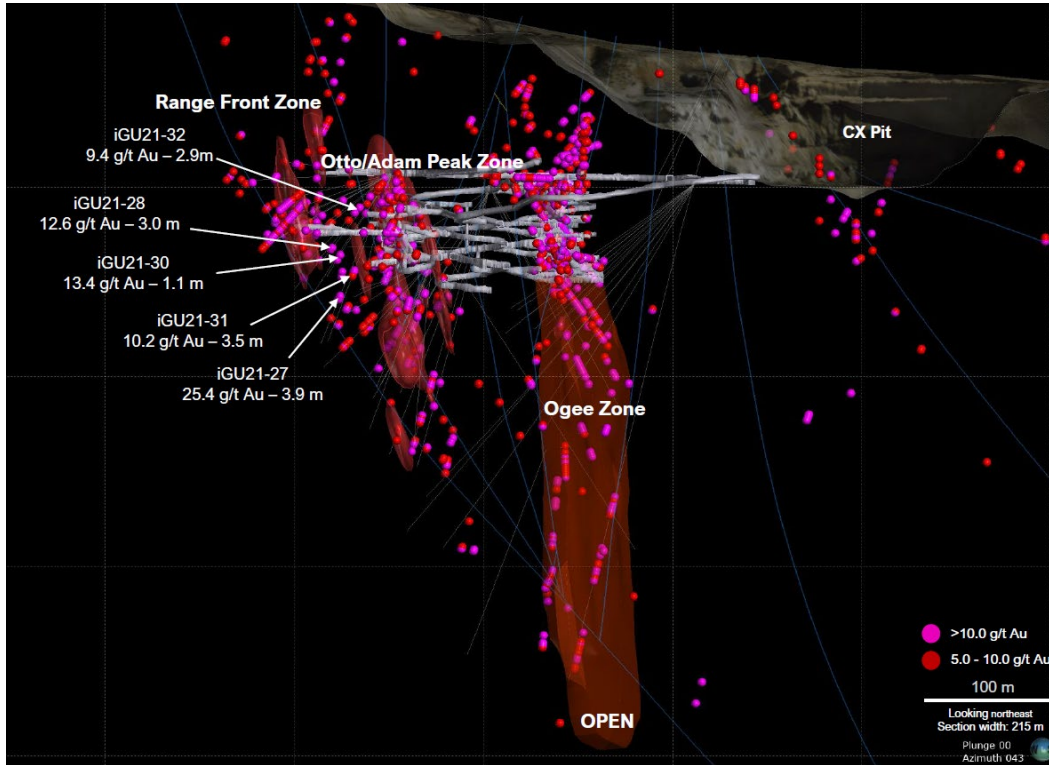 Range Front Zone
iGU21-32
9.4 g/t Au – 2.9m
Otto/Adam Peak Zone
CX Pit
iGU21-28
12.6 g/t Au – 3.0 m
iGU21-30
13.4 g/t Au – 1.1 m
iGU21-31
10.2 g/t Au – 3.5 m
iGU21-27
25.4 g/t Au – 3.9 m
Ogee Zone
OPEN
>10.0 g/t Au
5.0 - 10.0 g/t Au
100 m
Looking northeast
Section width: 215 m
Plunge 00
Azimuth 043